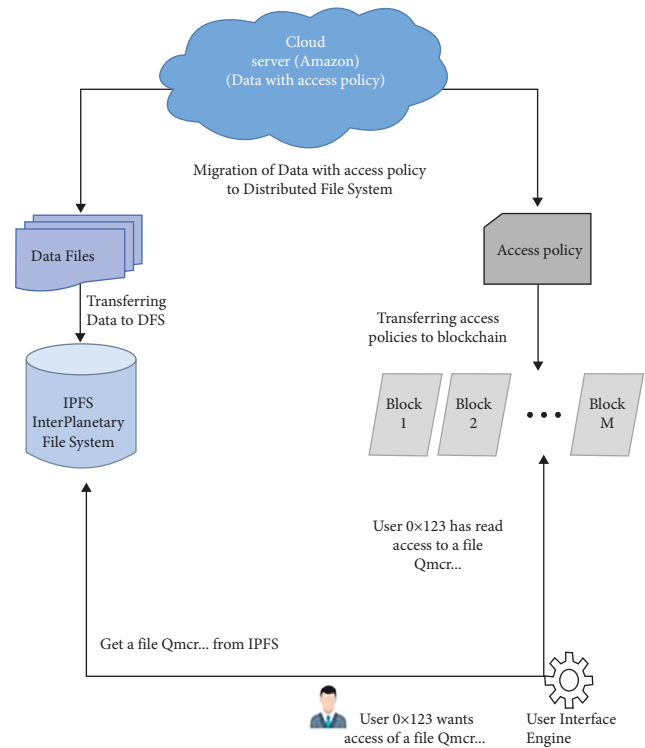 Cloud
server (Amazon)
(Data with access policy)
Migration of Data with access policy
to Distributed File System
Data Files
Access policy
Transferring
Data to DFS
Transferring access
policies to blockchain
IPFS
InterPlanetary
File System
Block
1
Block
2
Block
M
User 0×123 has read
access to a file
Qmcr...
Get a file Qmcr... from IPFS
User 0×123 wants
access of a file Qmcr...
User Interface
Engine